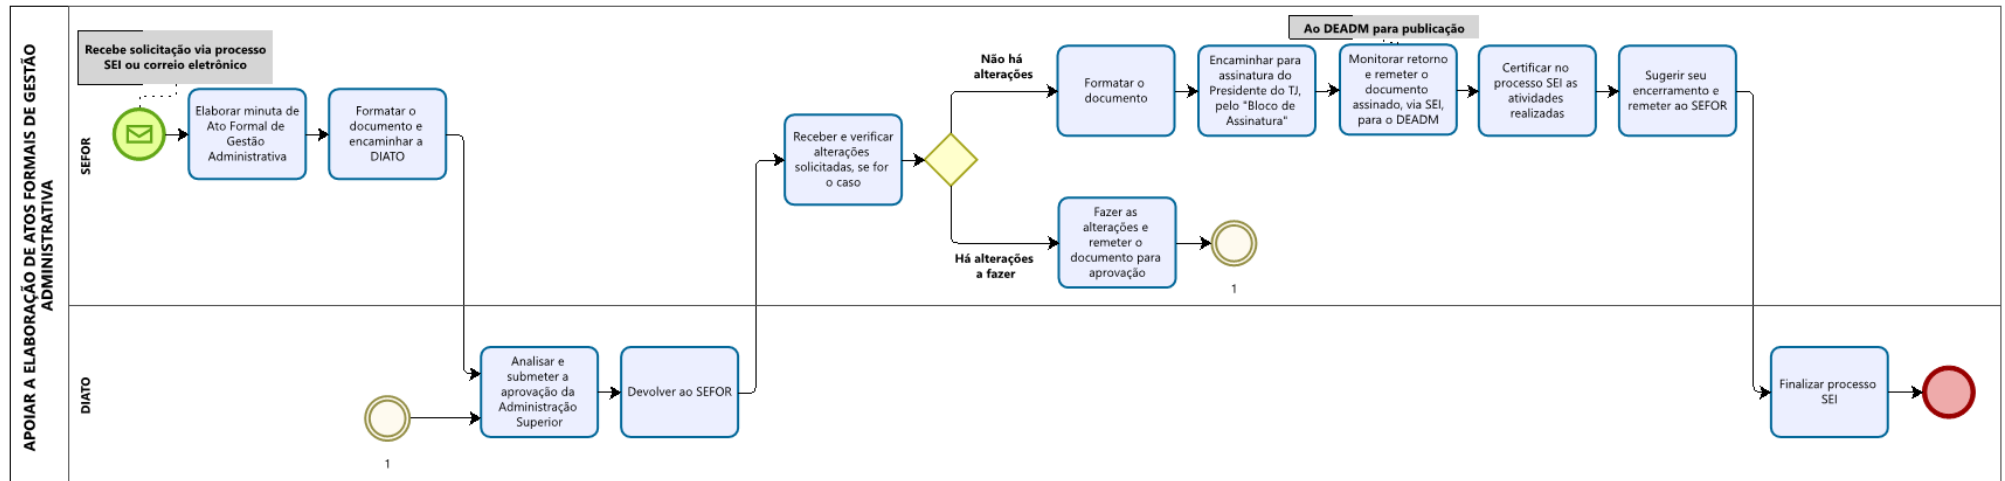 APOIAR A ELABORAÇÃO DE ATOS FORMAIS DE GESTÃO
ADMINISTRATIVA
SEFOR
Recebe solicitação via processo
SEI ou correio eletrônico
Elaborar minuta de
Ato Formal de
Gestão
Administrativa
Formatar o
documento e
encaminhar a
DIATO
Receber e verificar
alterações
solicitadas, se for
o caso
Não há
alterações
Formatar o
documento
Encaminhar para
assinatura do
Presidente do TJ,
pelo "Bloco de
Assinatura"
Ao DEADM para publicação
Monitorar retorno
e remeter o
documento
assinado, via SEI,
para o DEADM
Certificar no
processo SEI as
atividades
realizadas
Sugerir seu
encerramento e
remeter ao SEFOR
Há alterações
a fazer
Fazer as
alterações e
remeter o
documento para
aprovação
1
DIATO
1
Analisar e
submeter a
aprovação da
Administração
Superior
Devolver ao SEFOR
Finalizar processo
SEI